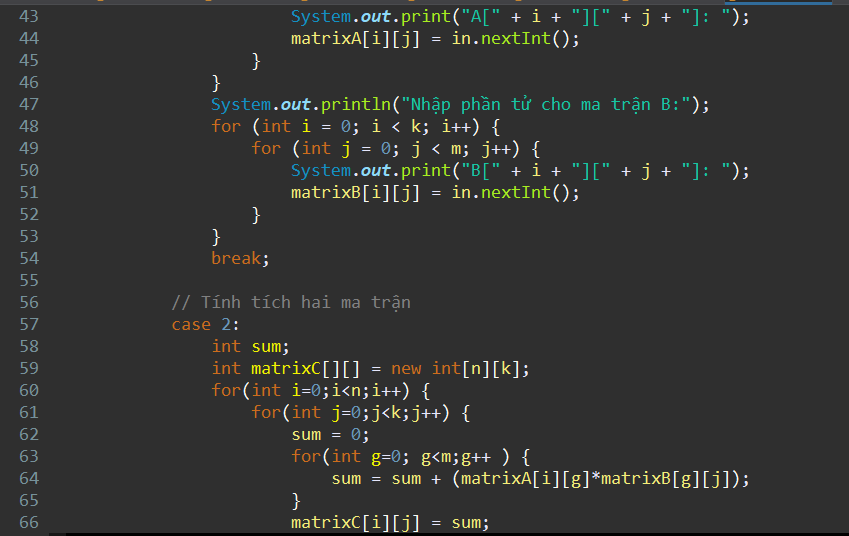 43 System.out.print("A[" + i + "][" + j + "]: ");
44 matrixA[i][j] = in.nextInt();
45 }
46 }
47 System.out.println("Nhập phần tử cho ma trận B:");
48 for (int i = 0; i < k; i++) {
49 for (int j = 0; j < m; j++) {
50 System.out.print("B[" + i + "][" + j + "]: ");
51 matrixB[i][j] = in.nextInt();
52 }
53 }
54 break;
55
56 // Tính tích hai ma trận
57 case 2:
58 int sum;
59 int matrixC[][] = new int[n][k];
60 for(int i=0;i<n;i++) {
61 for(int j=0;j<k;j++) {
62 sum = 0;
63 for(int g=0; g<m;g++ ) {
64 sum = sum + (matrixA[i][g]*matrixB[g][j]);
65 }
66 matrixC[i][j] = sum;